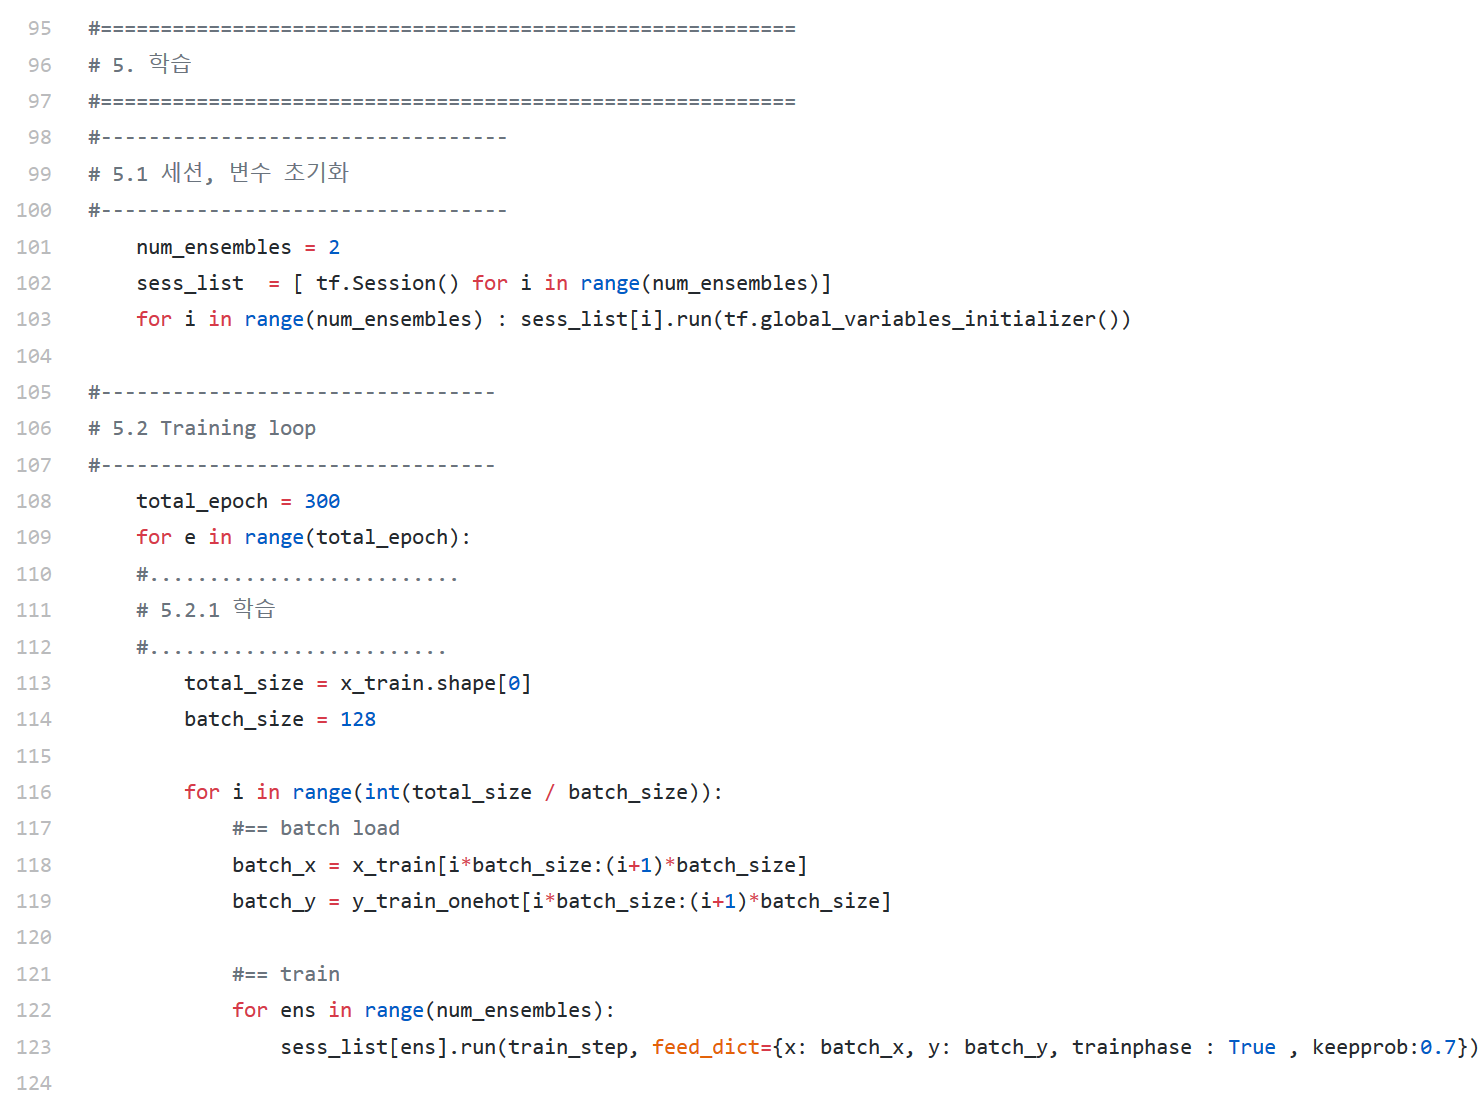 95 #==========================================================
96 # 5. 학습
97 #==========================================================
98 #----------------------------------
99 # 5.1 세션, 변수 초기화
100 #----------------------------------
101     num_ensembles = 2
102     sess_list  = [ tf.Session() for i in range(num_ensembles)]
103     for i in range(num_ensembles) : sess_list[i].run(tf.global_variables_initializer())
104
105 #---------------------------------
106 # 5.2 Training loop
107 #---------------------------------
108     total_epoch = 300
109     for e in range(total_epoch):
110     #..........................
111     # 5.2.1 학습
112     #.........................
113         total_size = x_train.shape[0]
114         batch_size = 128
115
116         for i in range(int(total_size / batch_size)):
117             #== batch load
118             batch_x = x_train[i*batch_size:(i+1)*batch_size]
119             batch_y = y_train_onehot[i*batch_size:(i+1)*batch_size]
120
121             #== train
122             for ens in range(num_ensembles):
123                 sess_list[ens].run(train_step, feed_dict={x: batch_x, y: batch_y, trainphase : True , keepprob:0.7})
124